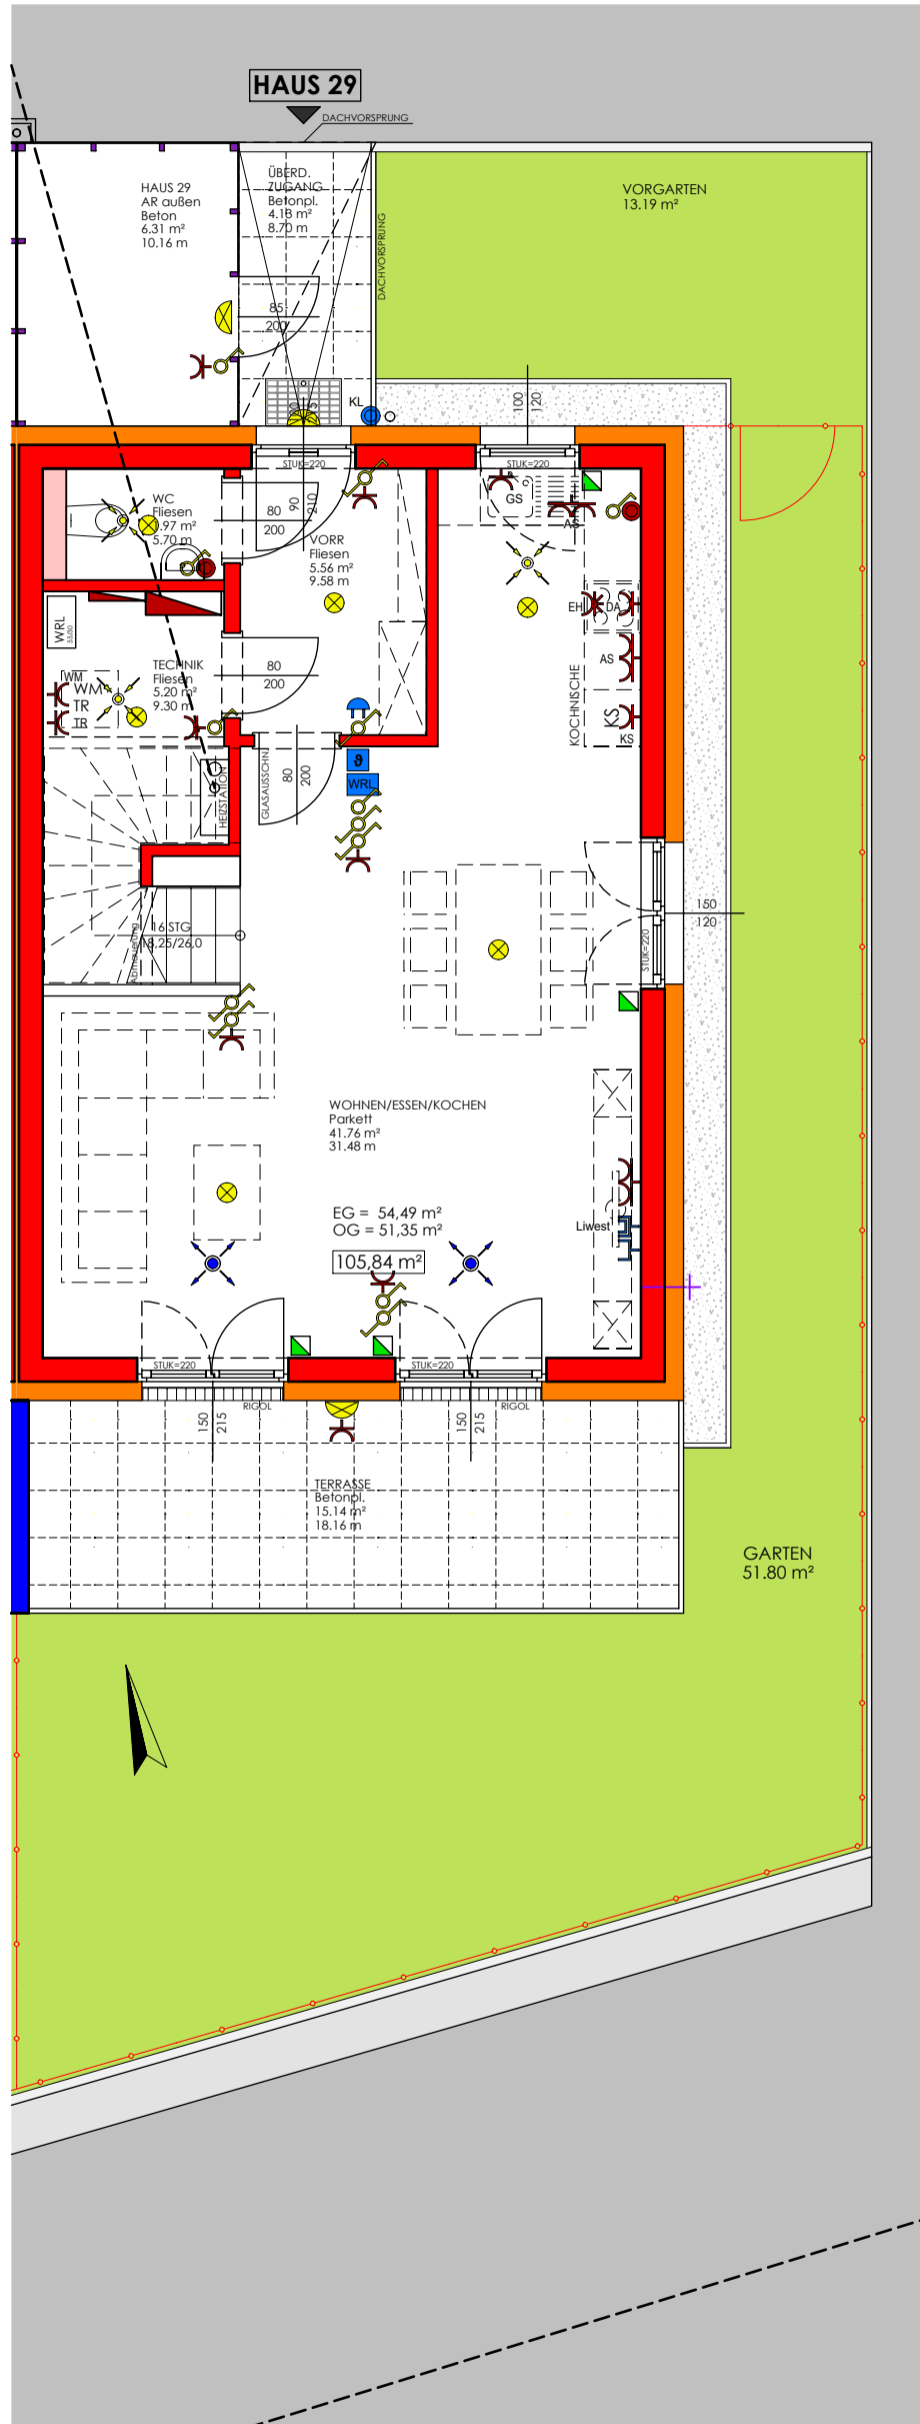 HAUS 29
DACHVORSPRUNG
HAUS 29
AR außen
Beton
6.31 m²
10.16 m
ÜBERD.
ZUGANG
Betonpl.
4.18 m²
8.70 m
DACHVORSPRUNG
VORGARTEN
13.19 m²
85
200
KL
100
120
STUK=220
STUK=220
WC
Fliesen
.97 m²
5.70 m
80
200
90
210
VORR
Fliesen
5.56 m²
9.58 m
GS
AS
EH
DA
AS
KS
KS
KOCHNISCHE
WRL
55/60
TECHNIK
Fliesen
5.20 m²
9.30 m
WM
WM
TR
TR
80
200
HEIZSTATION
GLASAUSSCHN.
80
200
ϑ
WRL
16 STG
18,25/26,0
Abmauerung
150
120
STUK=220
WOHNEN/ESSEN/KOCHEN
Parkett
41.76 m²
31.48 m
EG = 54,49 m²
OG = 51,35 m²
105,84 m²
Liwest
STUK=220
STUK=220
RIGOL
RIGOL
150
215
150
215
TERRASSE
Betonpl.
15.14 m²
18.16 m
GARTEN
51.80 m²